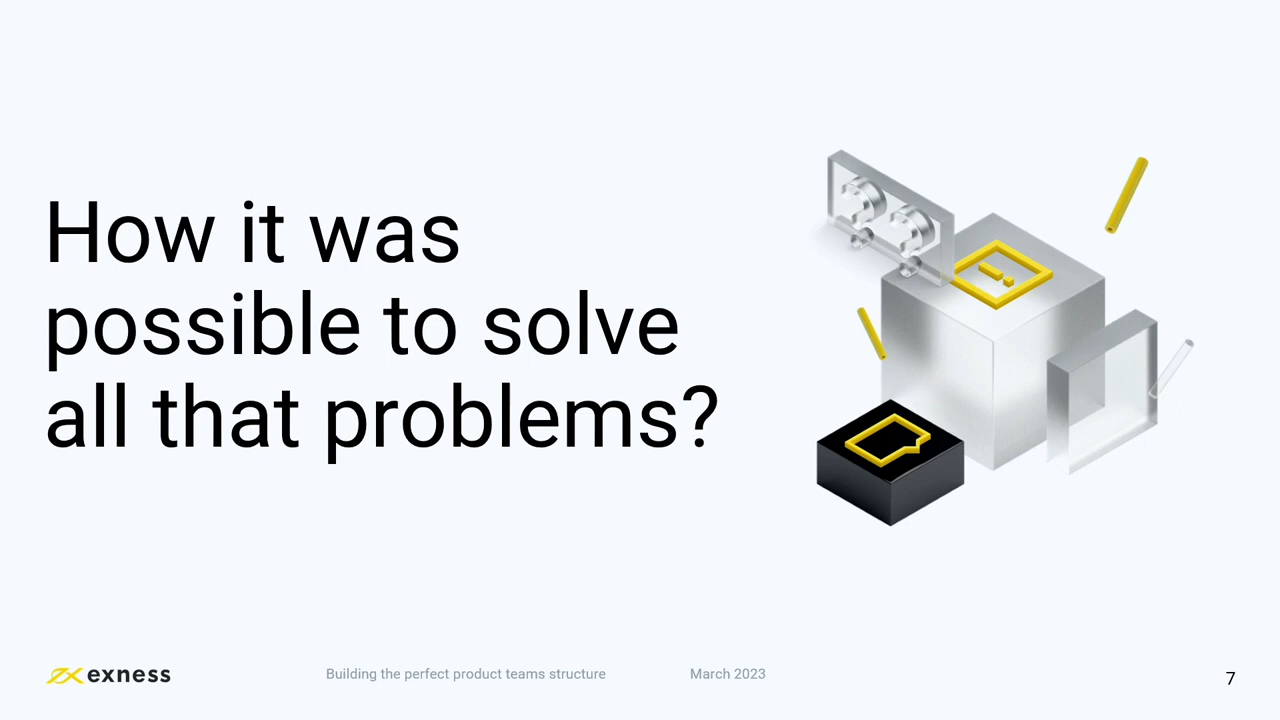 How it was
possible to solve
all that problems?
??
!
exness
Building the perfect product teams structure
March 2023
7